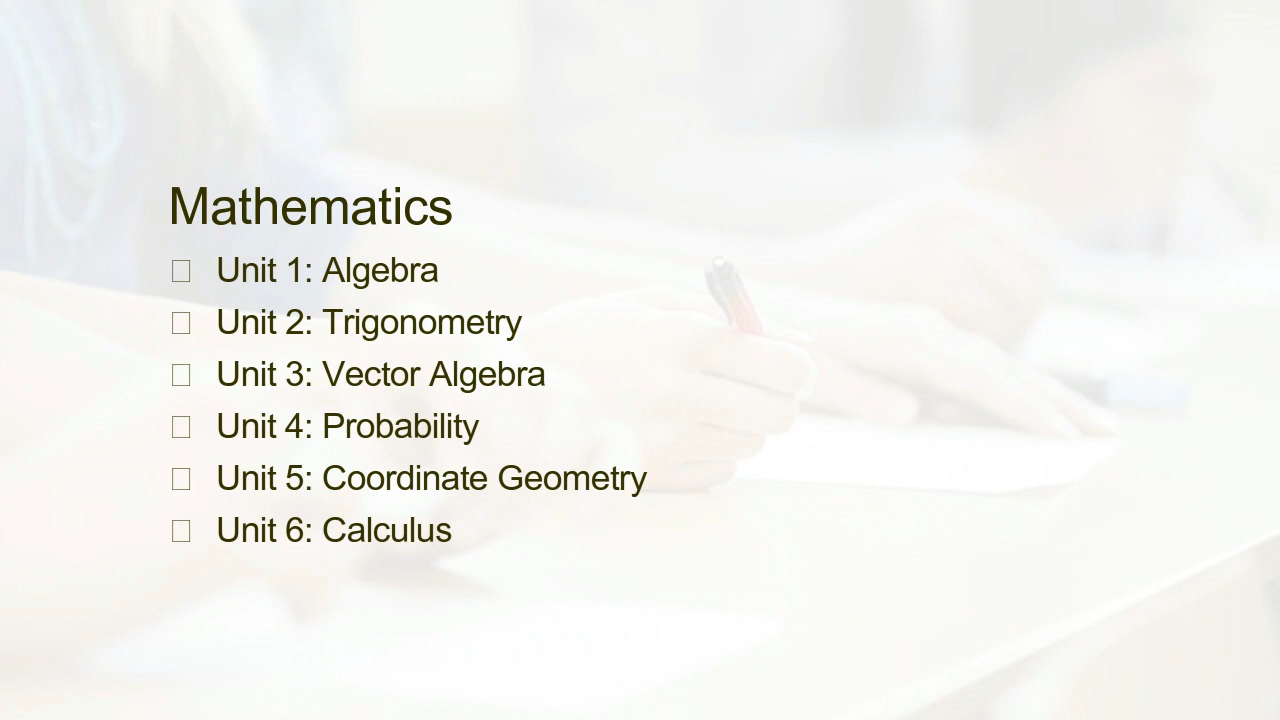 Mathematics
□ Unit 1: Algebra
□ Unit 2: Trigonometry
□ Unit 3: Vector Algebra
□ Unit 4: Probability
□ Unit 5: Coordinate Geometry
□ Unit 6: Calculus